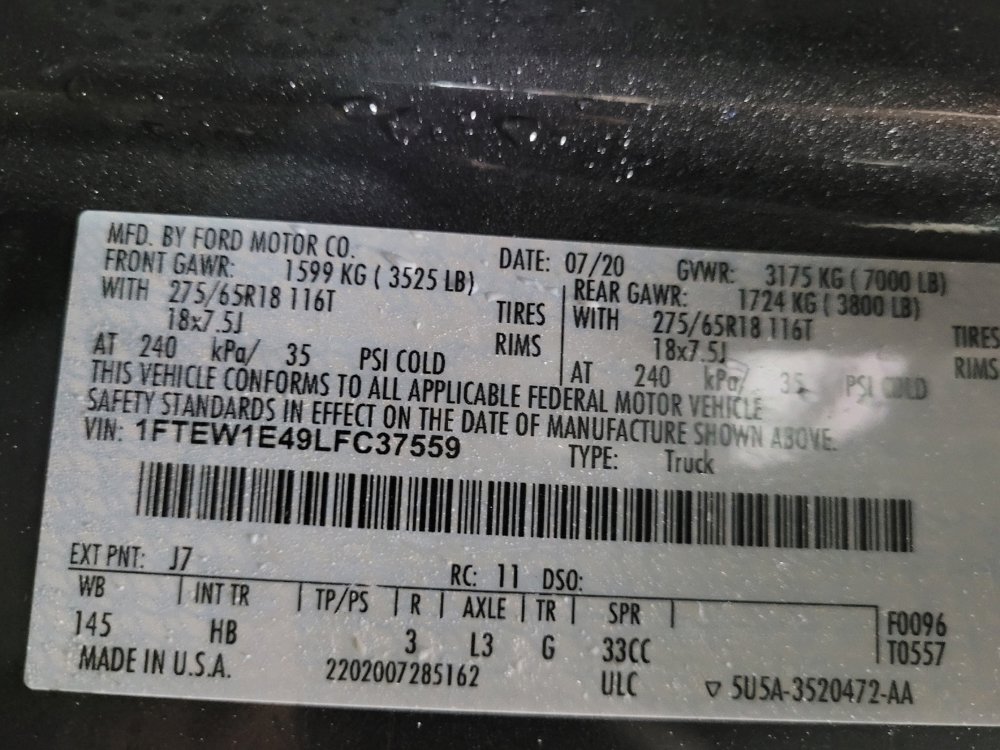 MFD. BY FORD MOTOR CO. DATE: 07/20 GVWR: 3175 KG ( 7000 LB)
FRONT GAWR: 1599 KG ( 3525 LB) REAR GAWR: 1724 KG ( 3800 LB)
WITH 275/65R18 116T TIRES WITH 275/65R18 116T TIRES
18x7.5J RIMS 18x7.5J RIMS
AT 240 kPa/ 35 PSI COLD AT 240 kPa/ 35 PSI COLD
THIS VEHICLE CONFORMS TO ALL APPLICABLE FEDERAL MOTOR VEHICLE
SAFETY STANDARDS IN EFFECT ON THE DATE OF MANUFACTURE SHOWN ABOVE.
VIN: 1FTEW1E49LFC37559 TYPE: Truck
EXT PNT: J7 RC: 11 DSO:
WB INT TR TP/PS R AXLE TR SPR F0096
145 HB 3 L3 G 33CC T0557
MADE IN U.S.A. 2202007285162 ULC ▽ 5U5A-3520472-AA